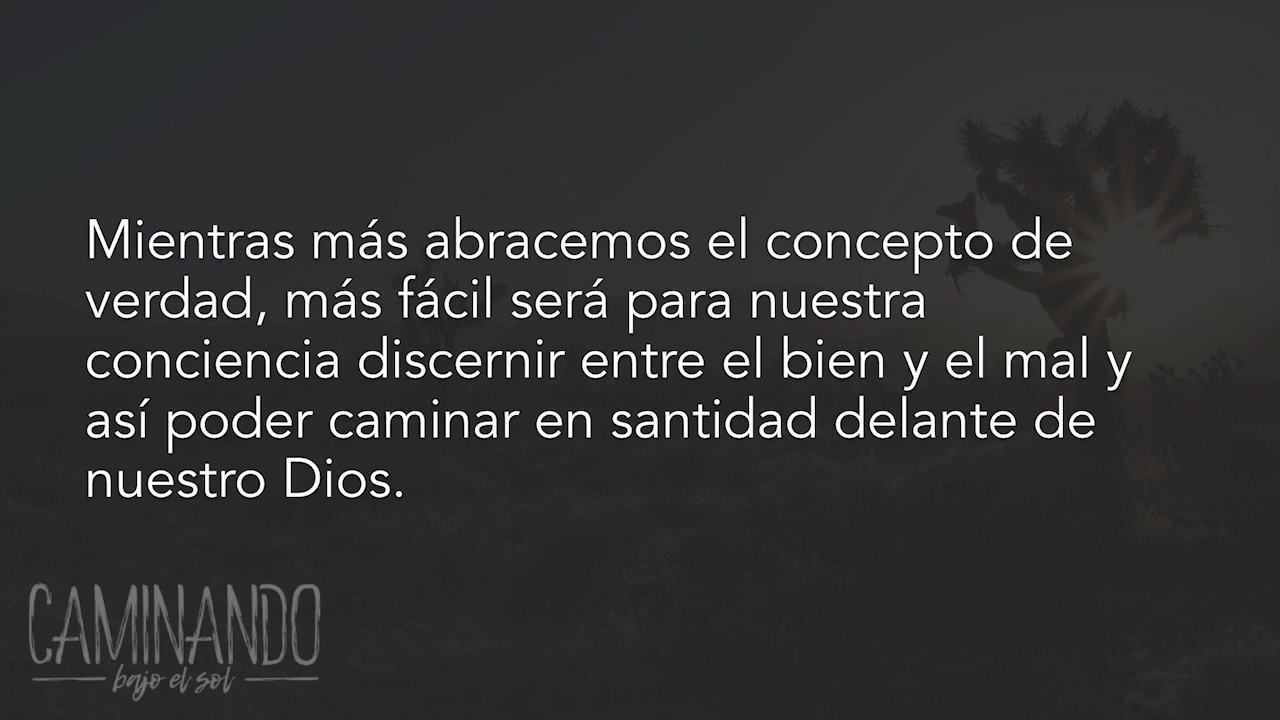 Mientras más abracemos el concepto de
verdad, más fácil será para nuestra
conciencia discernir entre el bien y el mal y
así poder caminar en santidad delante de
nuestro Dios.
CAMINANDO
bajo el sol